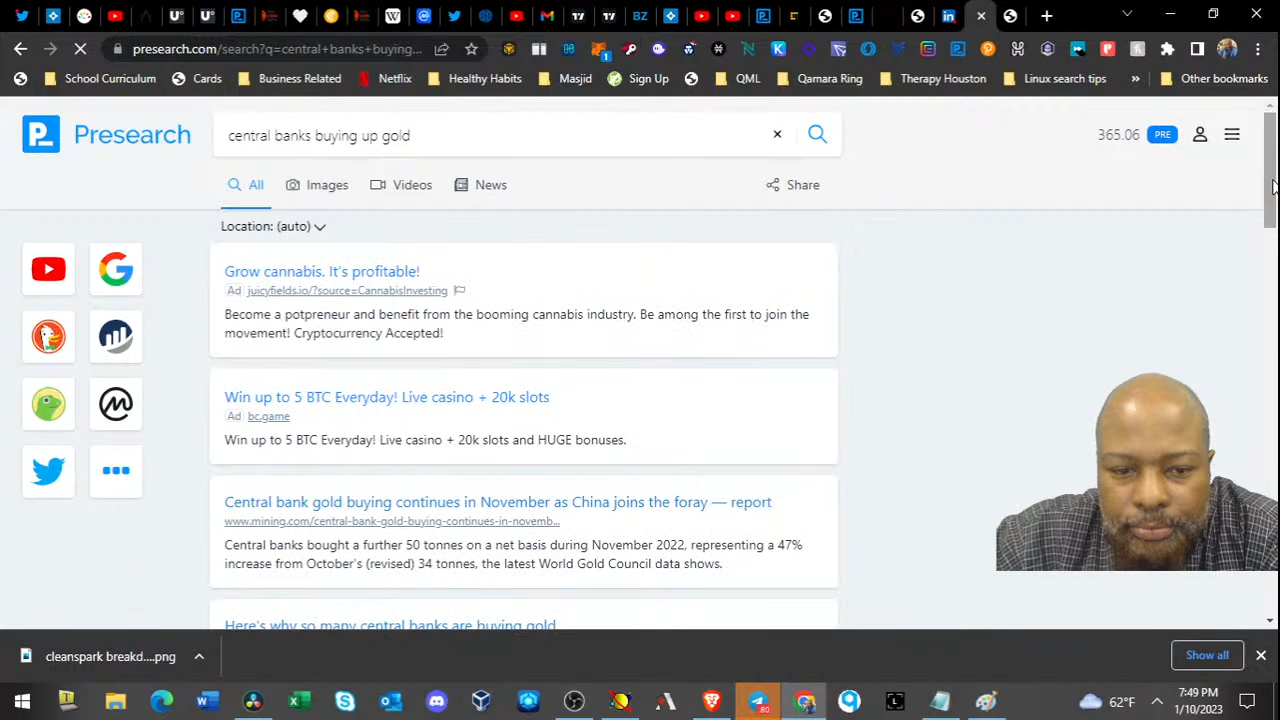 presearch.com/search?q=central+banks+buying...
School Curriculum
Cards
Business Related
Netflix
Healthy Habits
Masjid
Sign Up
QML
Qamara Ring
Therapy Houston
Linux search tips
»
Other bookmarks
P.
Presearch
central banks buying up gold
365.06 PRE
All
Images
Videos
News
Share
Location: (auto)
Grow cannabis. It's profitable!
Ad juicyfields.io/?source=CannabisInvesting
Become a potpreneur and benefit from the booming cannabis industry. Be among the first to join the
movement! Cryptocurrency Accepted!
Win up to 5 BTC Everyday! Live casino + 20k slots
Ad bc.game
Win up to 5 BTC Everyday! Live casino + 20k slots and HUGE bonuses.
Central bank gold buying continues in November as China joins the foray — report
www.mining.com/central-bank-gold-buying-continues-in-novemb...
Central banks bought a further 50 tonnes on a net basis during November 2022, representing a 47%
increase from October's (revised) 34 tonnes, the latest World Gold Council data shows.
Here's why so many central banks are buying gold
cleanspark breakd....png
Show all
62°F
7:49 PM
1/10/2023